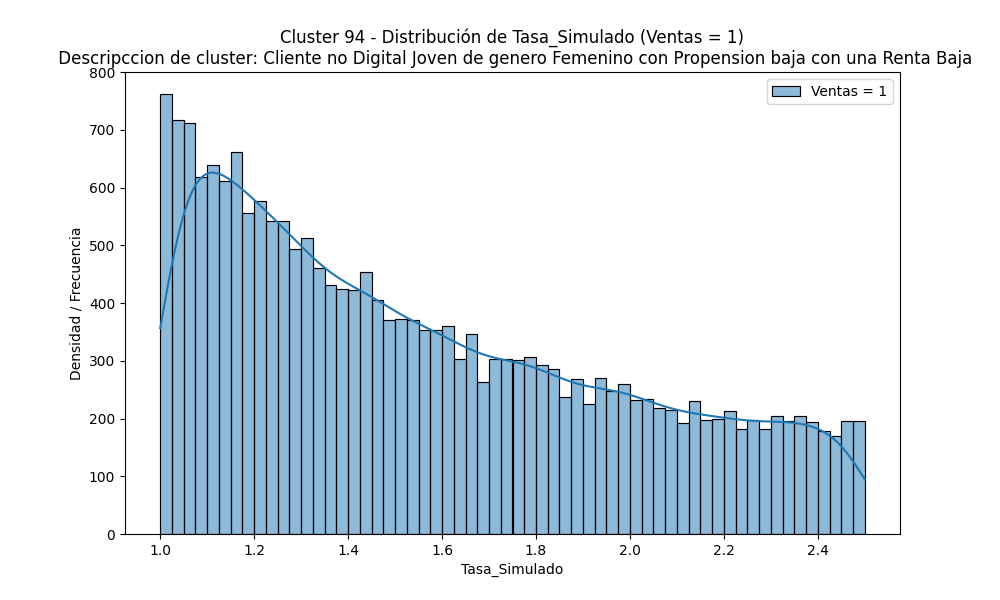 Cluster 94 - Distribución de Tasa_Simulado (Ventas = 1)
Descripccion de cluster: Cliente no Digital Joven de genero Femenino con Propension baja con una Renta Baja
Ventas = 1
Densidad / Frecuencia
800
700
600
500
400
300
200
100
0
1.0 1.2 1.4 1.6 1.8 2.0 2.2 2.4
Tasa_Simulado